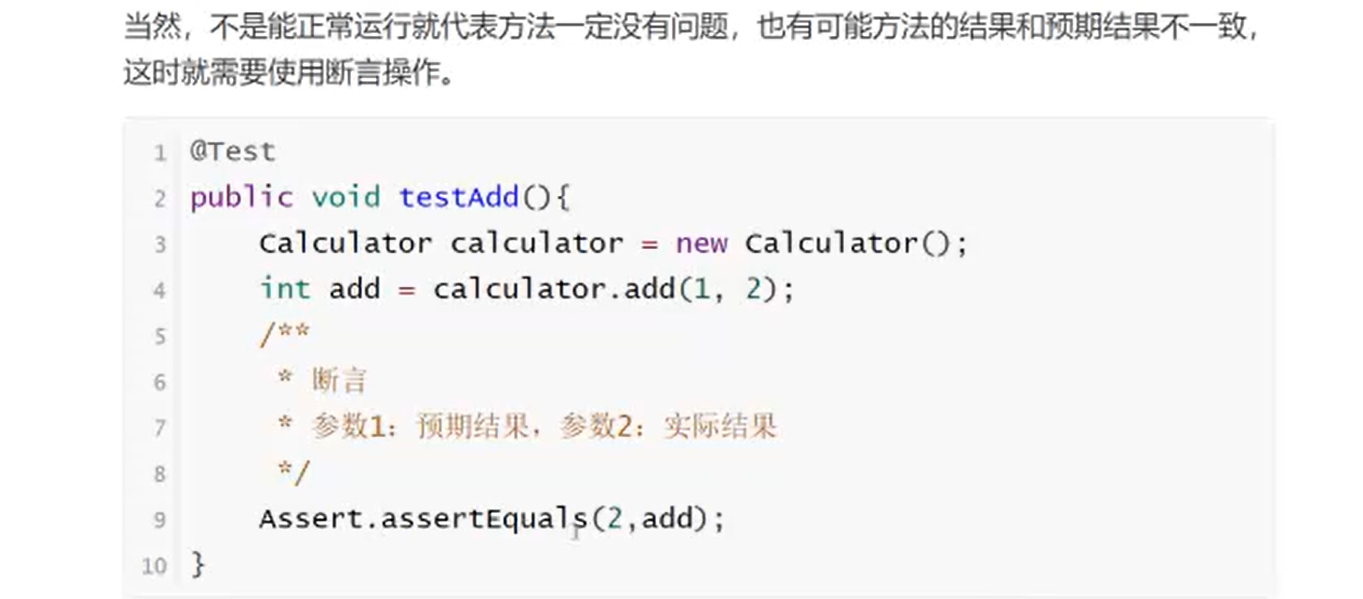 当然，不是能正常运行就代表方法一定没有问题，也有可能方法的结果和预期结果不一致，
这时就需要使用断言操作。
1 @Test
2 public void testAdd(){
3     Calculator calculator = new Calculator();
4     int add = calculator.add(1, 2);
5     /**
6      * 断言
7      * 参数1：预期结果，参数2：实际结果
8      */
9     Assert.assertEquals(2,add);
10 }